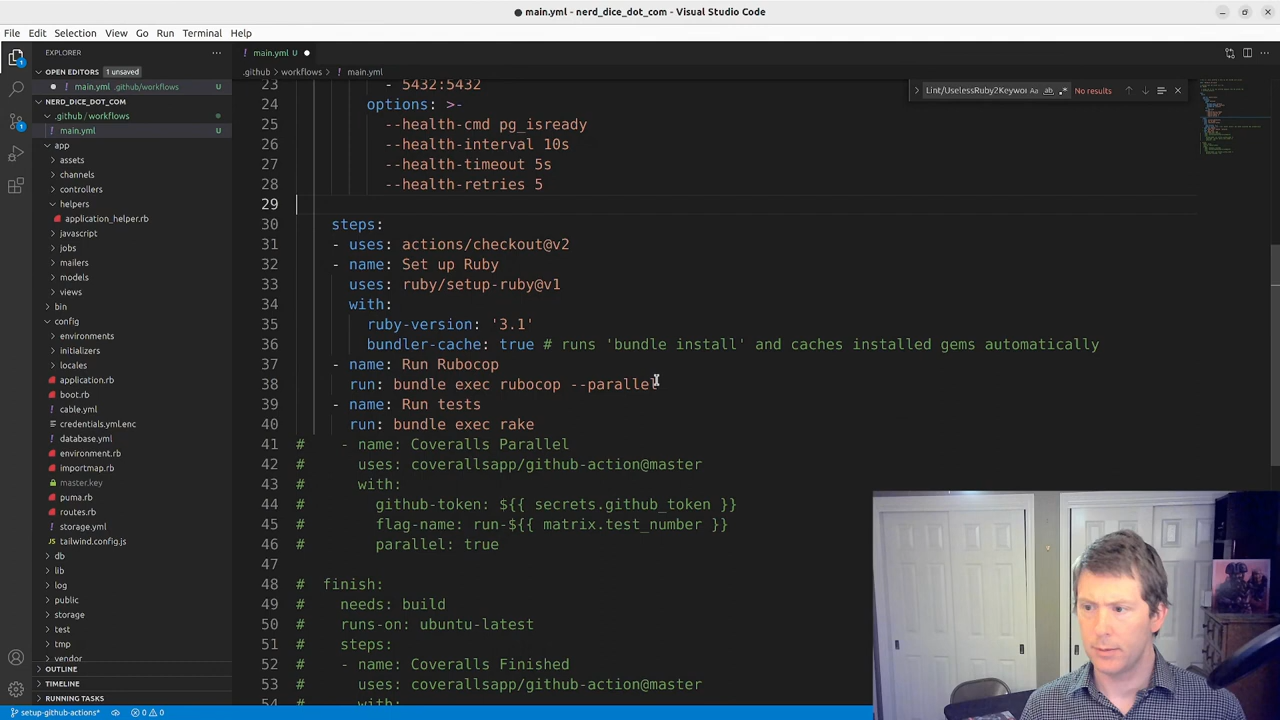 main.yml - nerd_dice_dot_com - Visual Studio Code
File Edit Selection View Go Run Terminal Help
EXPLORER
main.yml U
OPEN EDITORS 1 unsaved
main.yml .github/workflows
NERD_DICE_DOT_COM
.github / workflows
main.yml U
app
assets
channels
controllers
helpers
application_helper.rb
javascript
jobs
mailers
models
views
bin
config
environments
initializers
locales
application.rb
boot.rb
cable.yml
credentials.yml.enc
database.yml
environment.rb
importmap.rb
master.key
puma.rb
routes.rb
storage.yml
tailwind.config.js
db
lib
log
public
storage
test
tmp
vendor
OUTLINE
TIMELINE
RUNNING TASKS
.github > workflows > main.yml
Lint/UselessRuby2Keywor Aa ab .* No results
23 - 5432:5432
24 options: >-
25 --health-cmd pg_isready
26 --health-interval 10s
27 --health-timeout 5s
28 --health-retries 5
29
30 steps:
31 - uses: actions/checkout@v2
32 - name: Set up Ruby
33 uses: ruby/setup-ruby@v1
34 with:
35 ruby-version: '3.1'
36 bundler-cache: true # runs 'bundle install' and caches installed gems automatically
37 - name: Run Rubocop
38 run: bundle exec rubocop --parallel
39 - name: Run tests
40 run: bundle exec rake
41 # - name: Coveralls Parallel
42 # uses: coverallsapp/github-action@master
43 # with:
44 # github-token: ${{ secrets.github_token }}
45 # flag-name: run-${{ matrix.test_number }}
46 # parallel: true
47
48 # finish:
49 # needs: build
50 # runs-on: ubuntu-latest
51 # steps:
52 # - name: Coveralls Finished
53 # uses: coverallsapp/github-action@master
54 # with:
setup-github-actions* 0 0